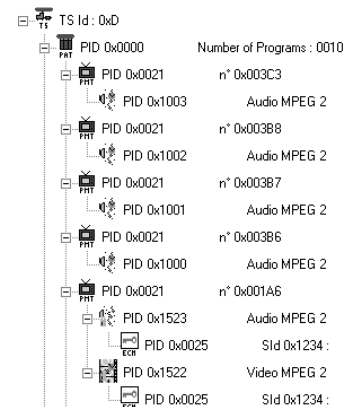 TS TS Id : 0xD
PAT PID 0x0000 Number of Programs : 0010
PMT PID 0x0021 n° 0x003C3
PID 0x1003 Audio MPEG 2
PMT PID 0x0021 n° 0x003B8
PID 0x1002 Audio MPEG 2
PMT PID 0x0021 n° 0x003B7
PID 0x1001 Audio MPEG 2
PMT PID 0x0021 n° 0x003B6
PID 0x1000 Audio MPEG 2
PMT PID 0x0021 n° 0x001A6
PID 0x1523 Audio MPEG 2
ECM PID 0x0025 SId 0x1234 :
PID 0x1522 Video MPEG 2
ECM PID 0x0025 SId 0x1234 :